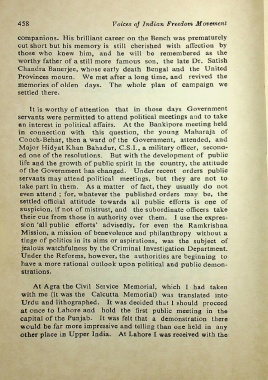 458 Voices of Indian Freedom Movement
companions. His brilliant career on the Bench was prematurely
cut short but his memory is still cherished with affection by
those who knew him, and he will be remembered as the
worthy father of a still more famous son, the late Dr. Satish
Chandra Banerjee, whose early death Bengal and the United
Provinces mourn. We met after a long time, and revived the
memories of olden days. The whole plan of campaign we
settled there.
It is worthy of attention that in those days Government
servants were permitted to attend political meetings and to take
an interest in political affairs. At the Bankipore meeting held
in connection with this question, the young Maharaja of
Cooch-Behar, then a ward of the Government, attended, and
Major Hidyat Khan Bahadur, C.S.I., a military officer, second-
ed one of the resolutions. But with the development of public
life and the growth of public spirit in the country, the attitude
of the Government has changed. Under recent orders public
servants may attend political meetings, but they are not to
take part in them. As a matter of fact, they usually do not
even attend ; for, whatever the published orders may be, the
settled official attitude towards all public efforts is one of
suspicion, if not of mistrust, and the subordinate officers take
their cue from those in authority over them. I use the expres-
sion 'all public efforts' advisedly, for even the Ramkrishna
Mission, a mission of benevolence and philanthropy without a
tinge of politics in its aims or aspirations, was the subject of
jealous watchfulness by the Criminal Investigation Department.
Under the Reforms, however, the authorities are beginning to
have a more rational outlook upon political and public demon-
strations.
At Agra the Civil Service Memorial, which I had taken
with me (it was the Calcutta Memorial) was translated into
Urdu and lithographed. It was decided that I should proceed
at once to Lahore and hold the first public meeting in the
capital of the Punjab. It was felt that a demonstration there
would be far more impressive and telling than one held in any
other place in Upper India. At Lahore I was received with the